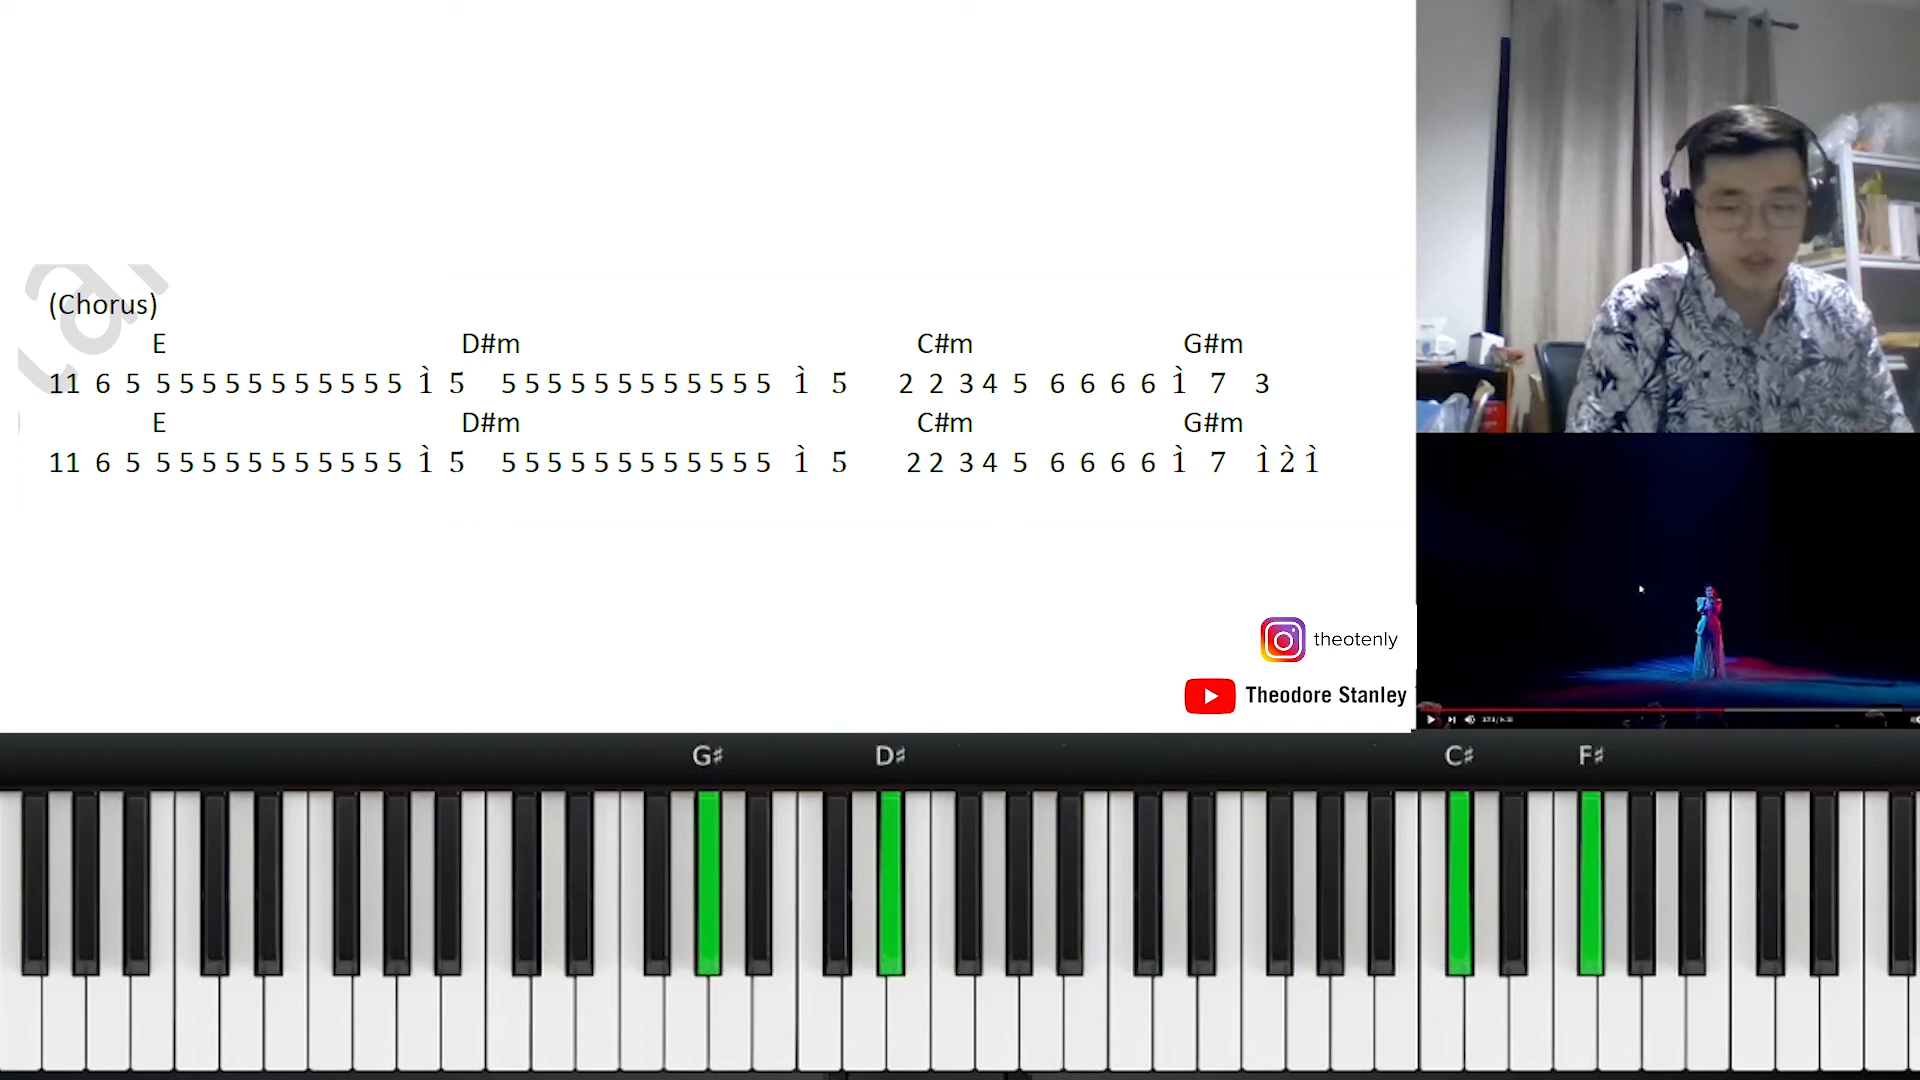 (Chorus)
E D#m C#m G#m
11 6 5 5 5 5 5 5 5 5 5 5 5 5 1̀ 5 5 5 5 5 5 5 5 5 5 5 5 5 1̀ 5 2 2 3 4 5 6 6 6 6 1̀ 7 3
E D#m C#m G#m
11 6 5 5 5 5 5 5 5 5 5 5 5 5 1̀ 5 5 5 5 5 5 5 5 5 5 5 5 5 1̀ 5 2 2 3 4 5 6 6 6 6 1̀ 7 1̀ 2̀ 1̀
theotenly
Theodore Stanley
G♯ D♯ C♯ F♯